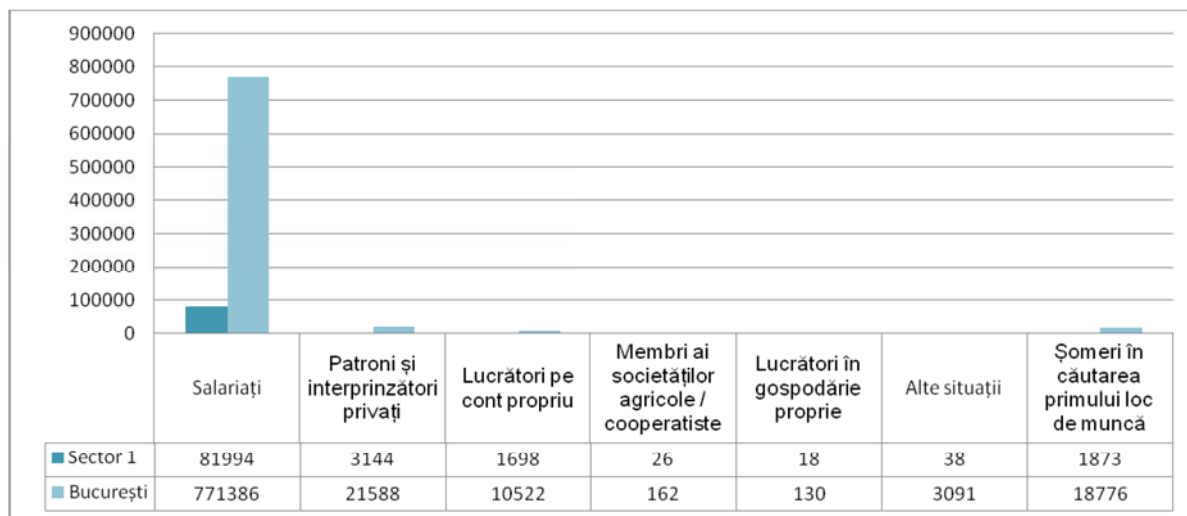 900000
800000
700000
600000
500000
400000
300000
200000
100000
0
Salariați
Patroni și
interprinzători
privați
Lucrători pe
cont propriu
Membri ai
societăților
agricole /
cooperatiste
Lucrători în
gospodărie
proprie
Alte situații
Șomeri în
căutarea
primului loc
de muncă
Sector 1 81994 3144 1698 26 18 38 1873
București 771386 21588 10522 162 130 3091 18776